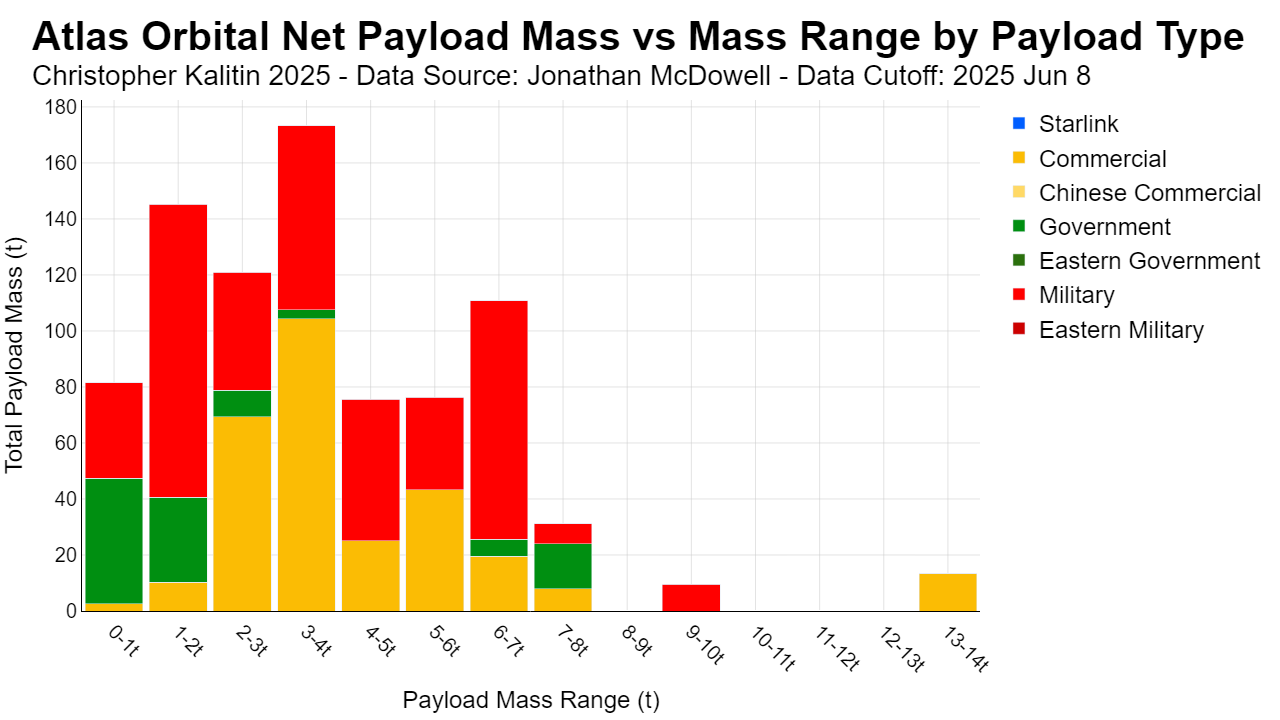 Atlas Orbital Net Payload Mass vs Mass Range by Payload Type
Christopher Kalitin 2025 - Data Source: Jonathan McDowell - Data Cutoff: 2025 Jun 8
Total Payload Mass (t)
180
160
140
120
100
80
60
40
20
0
0-1t
1-2t
2-3t
3-4t
4-5t
5-6t
6-7t
7-8t
8-9t
9-10t
10-11t
11-12t
12-13t
13-14t
Payload Mass Range (t)
Starlink
Commercial
Chinese Commercial
Government
Eastern Government
Military
Eastern Military